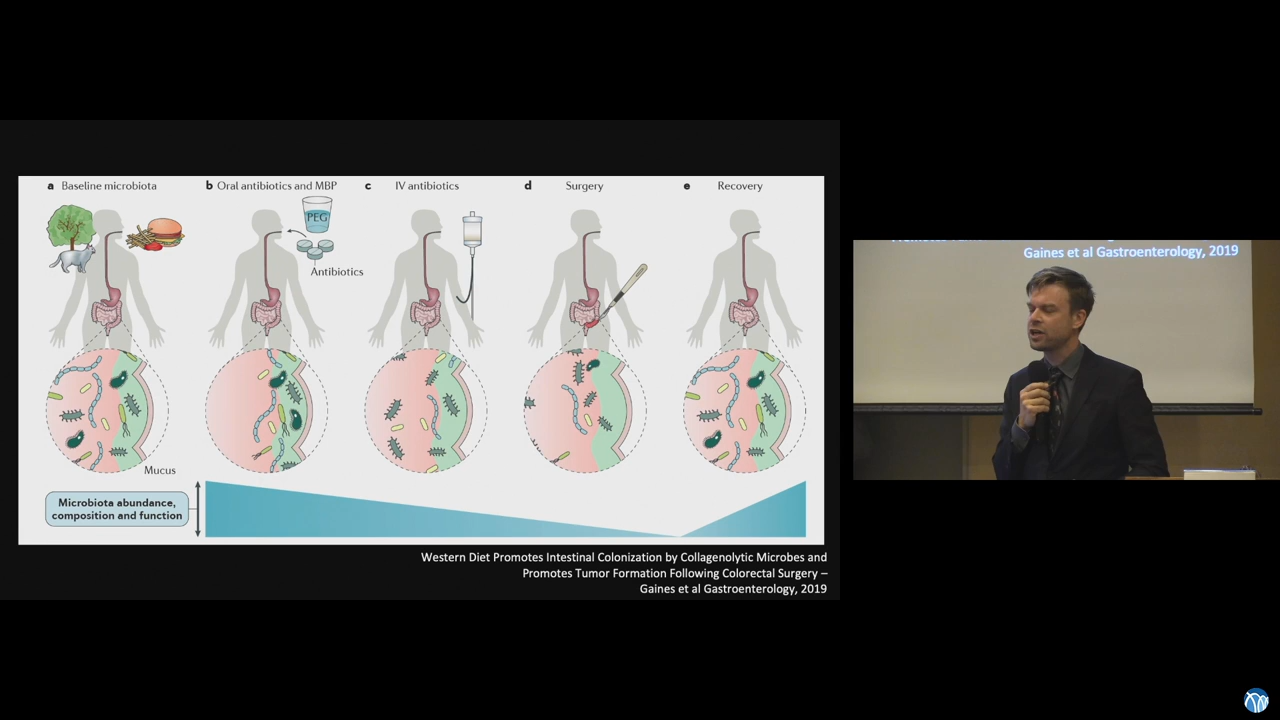 a Baseline microbiota
b Oral antibiotics and MBP
c IV antibiotics
d Surgery
e Recovery
PEG
Antibiotics
Mucus
Microbiota abundance,
composition and function
Western Diet Promotes Intestinal Colonization by Collagenolytic Microbes and
Promotes Tumor Formation Following Colorectal Surgery –
Gaines et al Gastroenterology, 2019
Gaines et al Gastroenterology, 2019